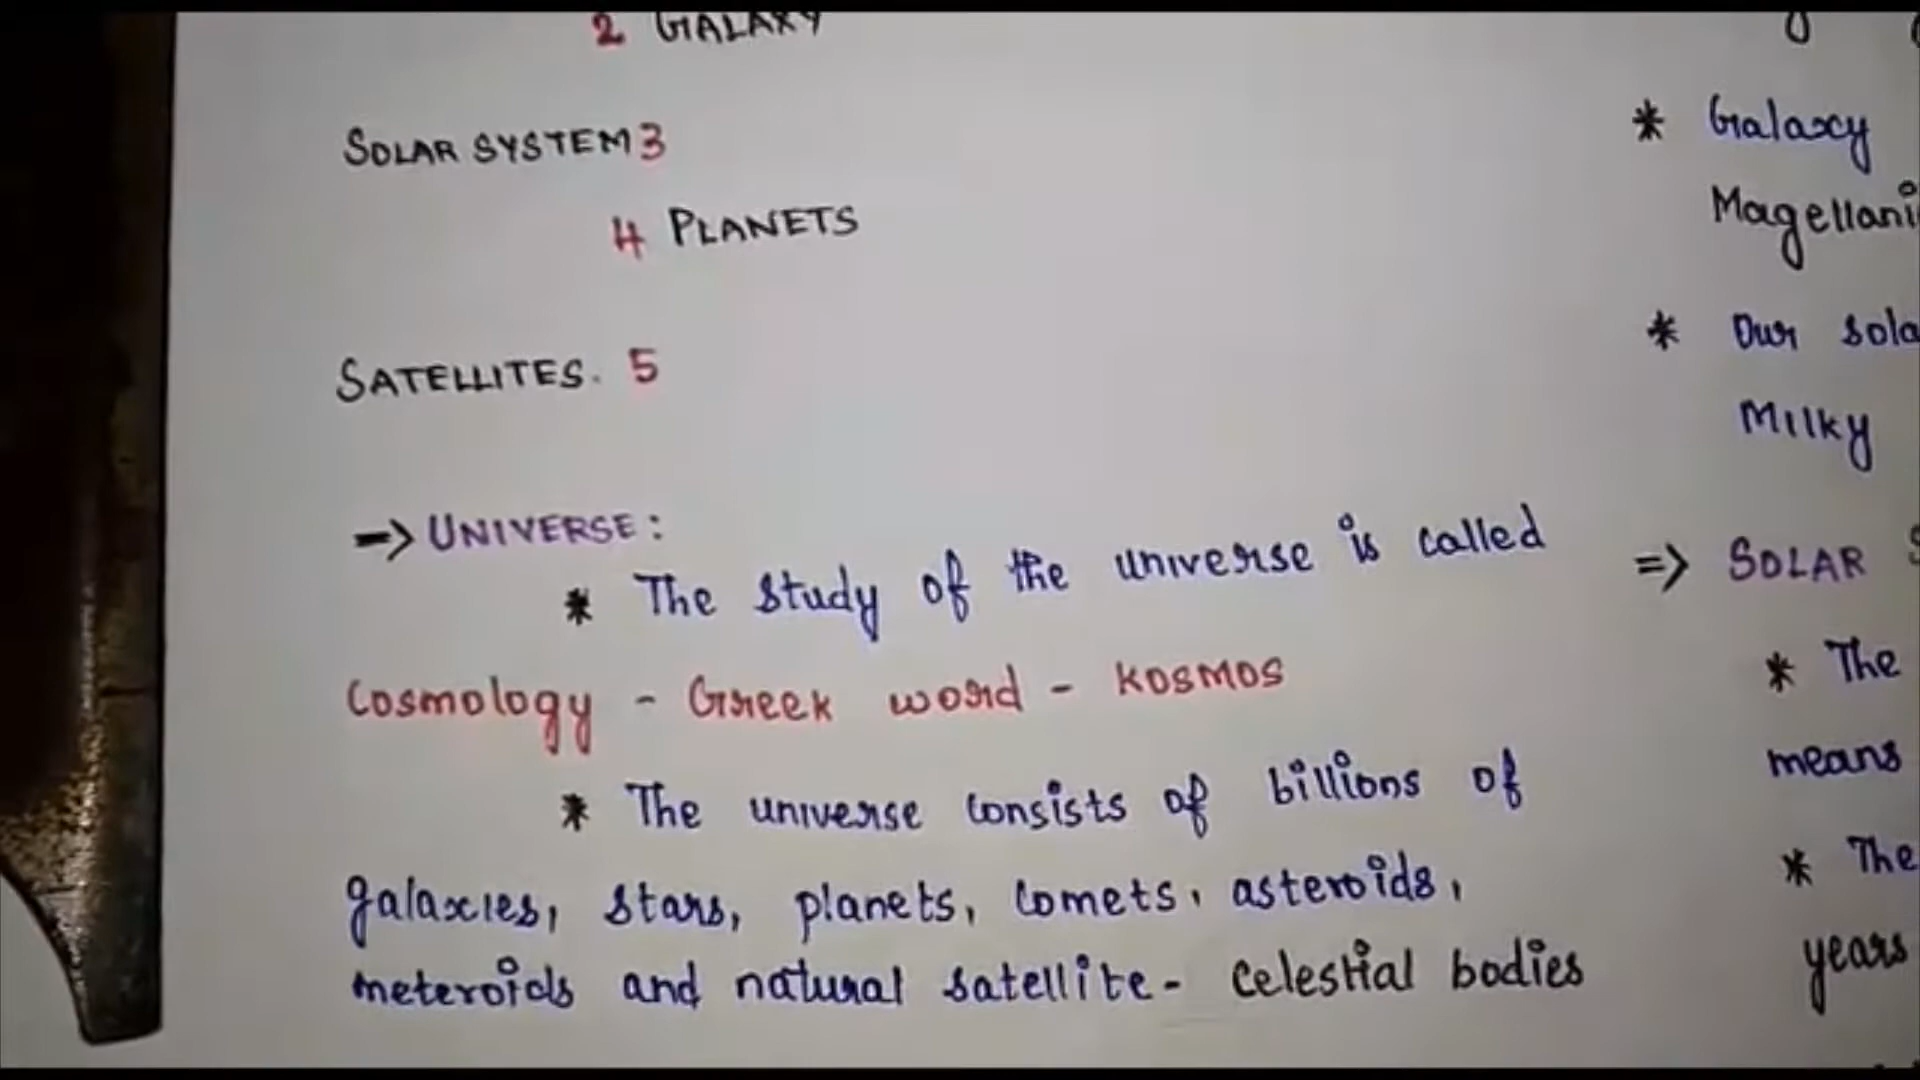 2 GALAXY
SOLAR SYSTEM 3
4 PLANETS
SATELLITES. 5
→ UNIVERSE:
* The study of the universe is called
Cosmology - Greek word - KOSMOS
* The universe consists of billions of
galaxies, stars, planets, comets, asteroids,
meteroids and natural satellite - celestial bodies
* Galaxy
Magellani
* Our sola
Milky
⇒ SOLAR S
* The
means
* The
years